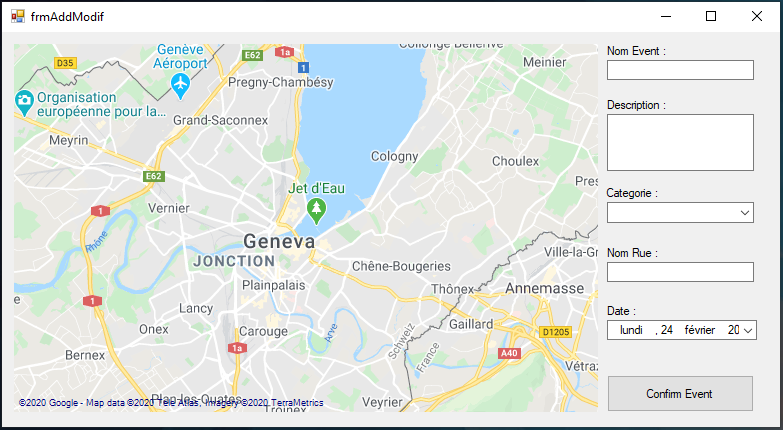 frmAddModif
Genève
Aéroport
Collonge-Bellerive
D35
E62
1a
1
Meinier
Pregny-Chambésy
Organisation
européenne pour la...
Grand-Saconnex
Meyrin
Cologny
Choulex
E62
Jet d'Eau
Pres
1
Vernier
Rhône
Geneva
JONCTION
Ville-la-Gr
Chêne-Bougeries
Plainpalais
Thônex
Annemasse
1
Lancy
Onex
Carouge
Arve
Schweiz
France
Gaillard
D1205
1a
A40
Bernex
Vétraz
Plan-les-Ouates
Troinex
Veyrier
©2020 Google - Map data ©2020 Tele Atlas, Imagery ©2020 TerraMetrics
Nom Event :
Description :
Categorie :
Nom Rue :
Date :
lundi , 24 février 20
Confirm Event